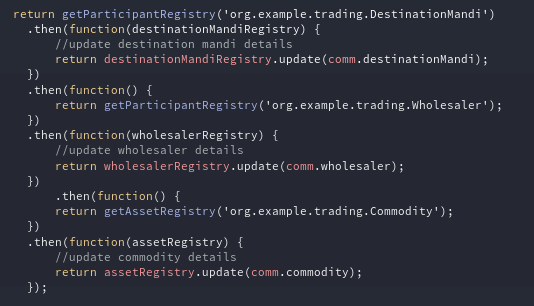 return getParticipantRegistry('org.example.trading.DestinationMandi')
  .then(function(destinationMandiRegistry) {
      //update destination mandi details
      return destinationMandiRegistry.update(comm.destinationMandi);
  })
  .then(function() {
      return getParticipantRegistry('org.example.trading.Wholesaler');
  })
  .then(function(wholesalerRegistry) {
      //update wholesaler details
      return wholesalerRegistry.update(comm.wholesaler);
  })
      .then(function() {
      return getAssetRegistry('org.example.trading.Commodity');
  })
  .then(function(assetRegistry) {
      //update commodity details
      return assetRegistry.update(comm.commodity);
  });